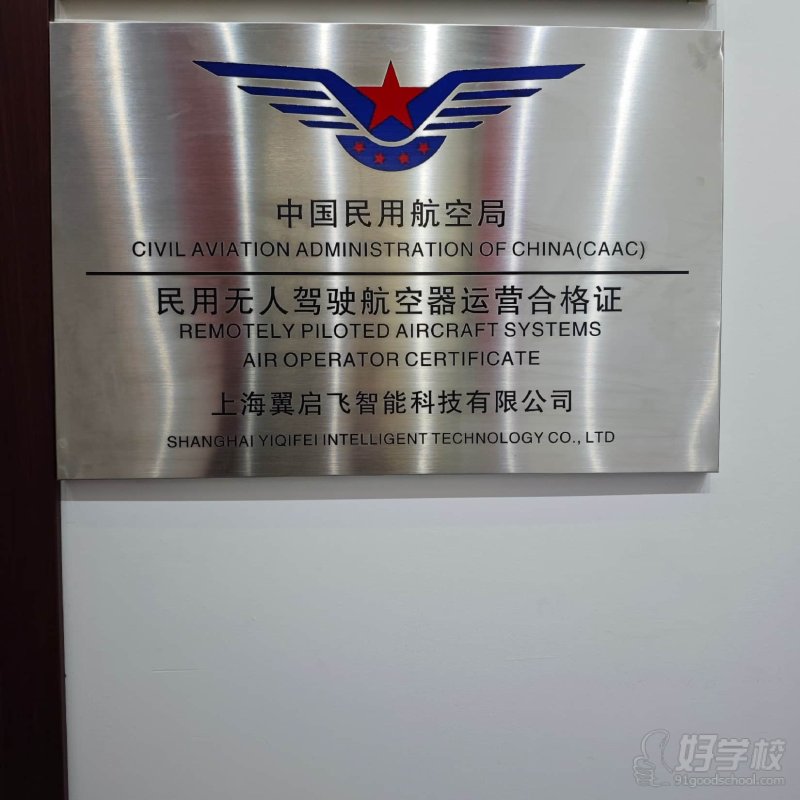 中国民用航空局
CIVIL AVIATION ADMINISTRATION OF CHINA(CAAC)
民用无人驾驶航空器运营合格证
REMOTELY PILOTED AIRCRAFT SYSTEMS
AIR OPERATOR CERTIFICATE
上海翼启飞智能科技有限公司
SHANGHAI YIQIFEI INTELLIGENT TECHNOLOGY CO., LTD
好学校
91goodschool.com